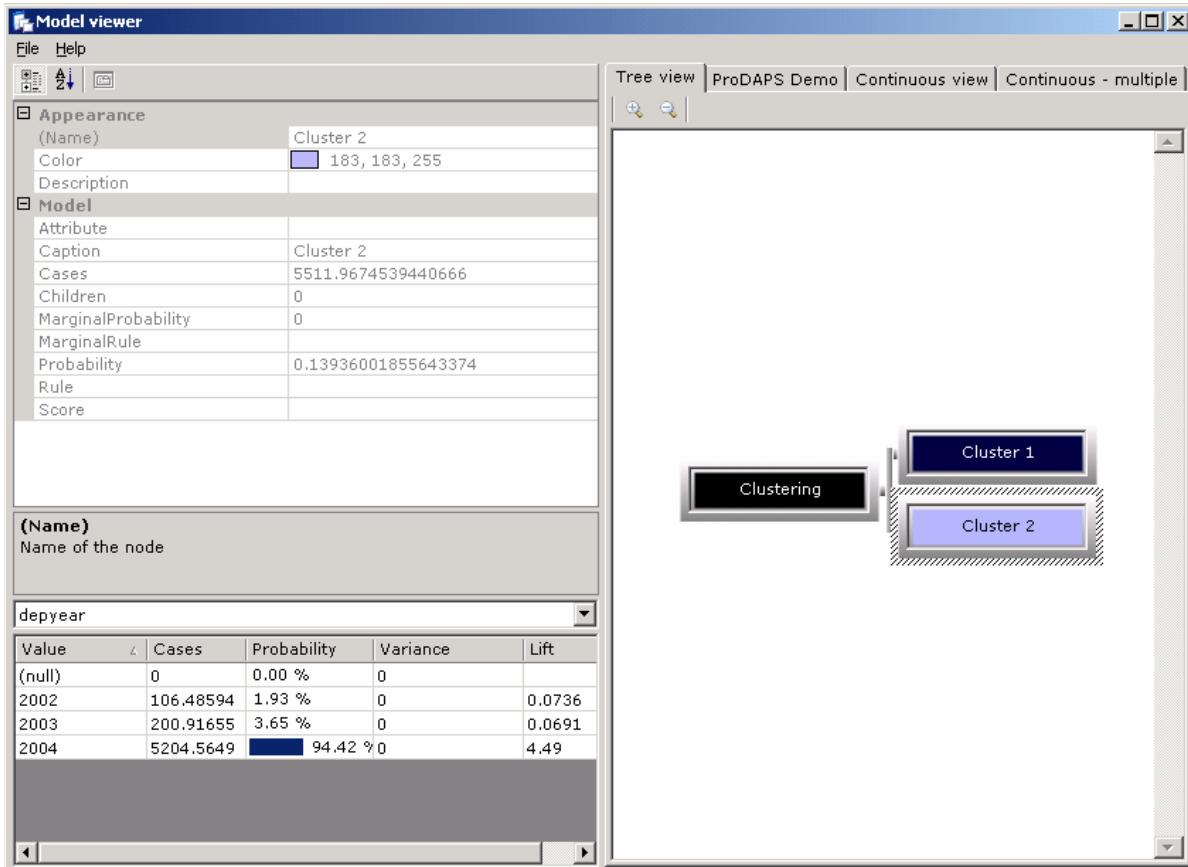 Model viewer
File Help
Appearance
(Name) Cluster 2
Color 183, 183, 255
Description
Model
Attribute
Caption Cluster 2
Cases 5511.9674539440666
Children 0
MarginalProbability 0
MarginalRule
Probability 0.13936001855643374
Rule
Score
(Name)
Name of the node
depyear
Value Cases Probability Variance Lift
(null) 0 0.00 % 0
2002 106.48594 1.93 % 0 0.0736
2003 200.91655 3.65 % 0 0.0691
2004 5204.5649 94.42 % 0 4.49
Tree view ProDAPS Demo Continuous view Continuous - multiple
Clustering
Cluster 1
Cluster 2